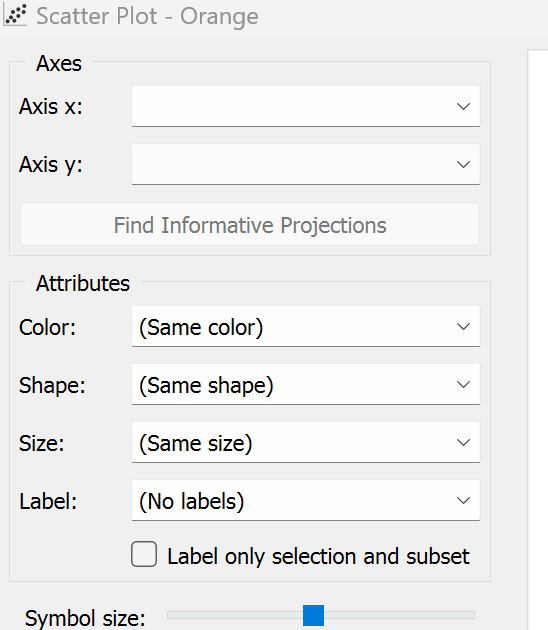 Scatter Plot - Orange
Axes
Axis x:
Axis y:
Find Informative Projections
Attributes
Color: (Same color)
Shape: (Same shape)
Size: (Same size)
Label: (No labels)
Label only selection and subset
Symbol size: